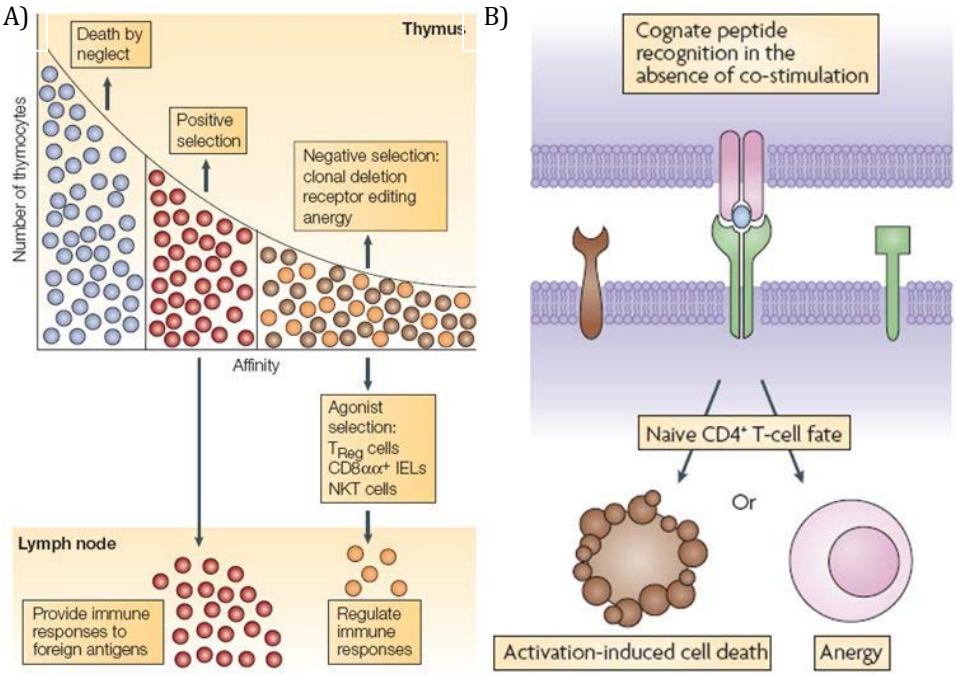 A)
Thymus
Death by
neglect
Positive
selection
Negative selection:
clonal deletion
receptor editing
anergy
Number of thymocytes
Affinity
Agonist
selection:
TReg cells
CD8αα+ IELs
NKT cells
Lymph node
Provide immune
responses to
foreign antigens
Regulate
immune
responses
B)
Cognate peptide
recognition in the
absence of co-stimulation
Naive CD4+ T-cell fate
Or
Activation-induced cell death
Anergy